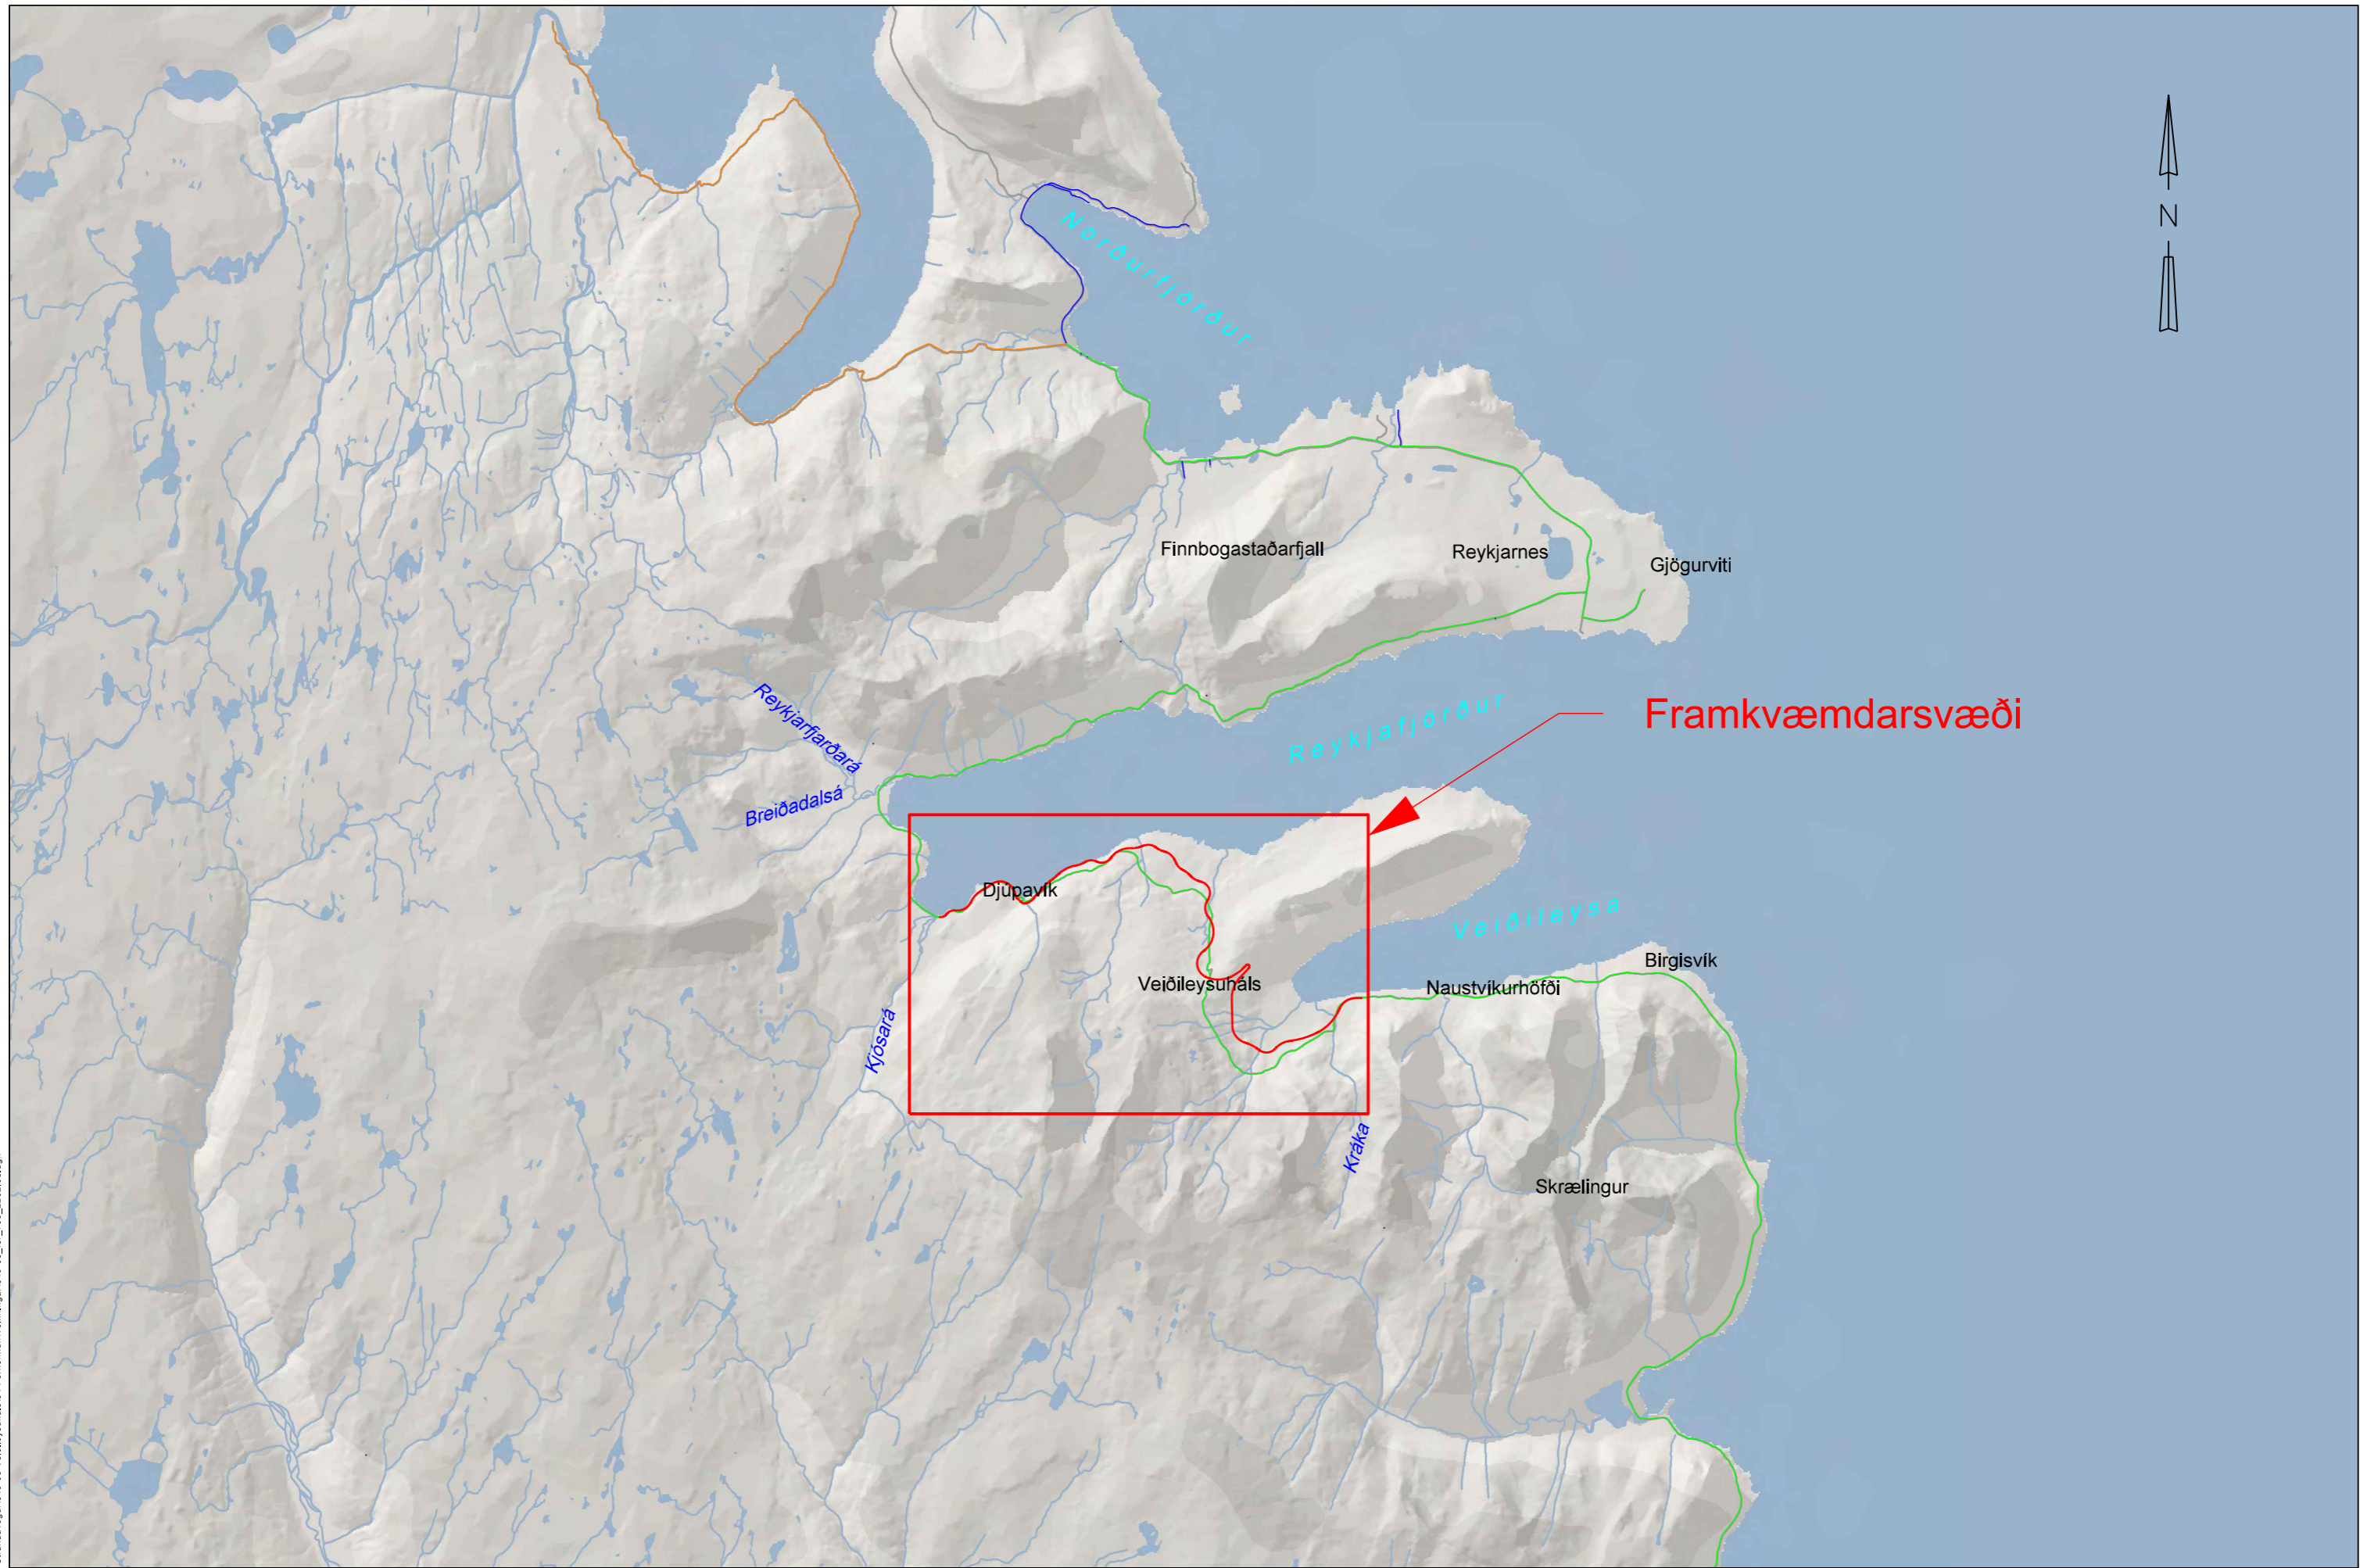 N
Norðurfjörður
Finnbogastaðarfjall
Reykjarnes
Gjögurviti
Reykjarfjarðará
Reykjafjörður
Framkvæmdarsvæði
Breiðadalsá
Djúpavík
Veiðileysa
Birgisvík
Veiðileysuháls
Naustvíkurhöfði
Kjósará
Kráka
Skrælingur